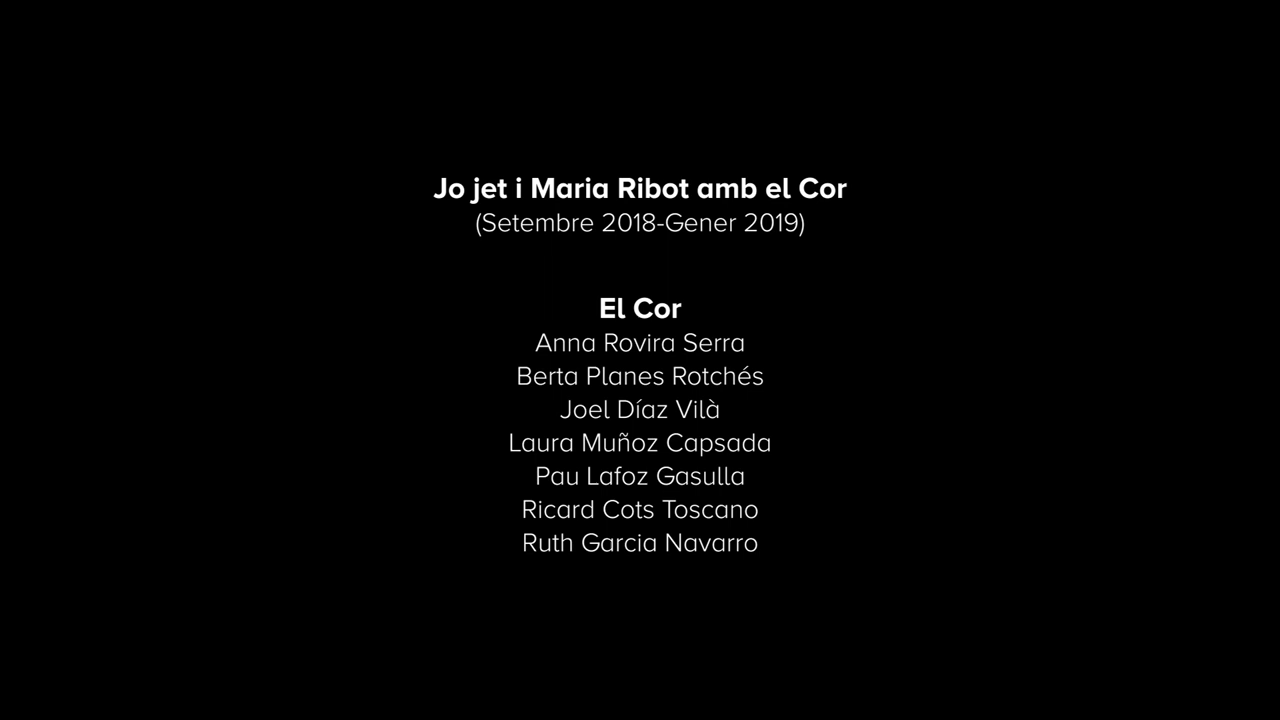 Jo jet i Maria Ribot amb el Cor
(Setembre 2018-Gener 2019)
El Cor
Anna Rovira Serra
Berta Planes Rotchés
Joel Díaz Vilà
Laura Muñoz Capsada
Pau Lafoz Gasulla
Ricard Cots Toscano
Ruth Garcia Navarro